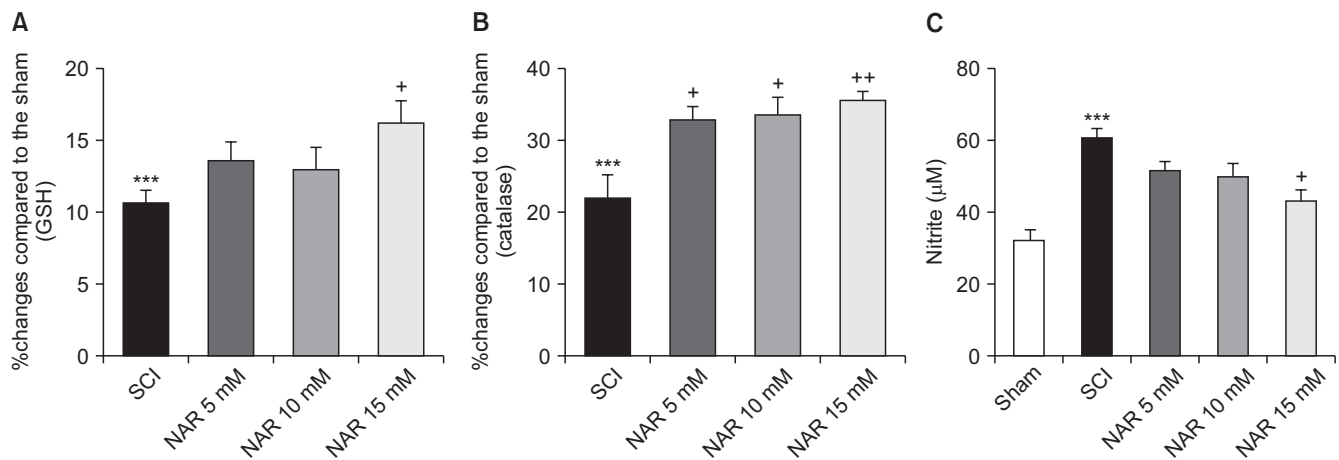 A
%changes compared to the sham
(GSH)
20
15
10
5
0
***
+
SCI
NAR 5 mM
NAR 10 mM
NAR 15 mM
B
%changes compared to the sham
(catalase)
40
30
20
10
0
***
+
+
++
SCI
NAR 5 mM
NAR 10 mM
NAR 15 mM
C
Nitrite (μM)
80
60
40
20
0
***
+
Sham
SCI
NAR 5 mM
NAR 10 mM
NAR 15 mM